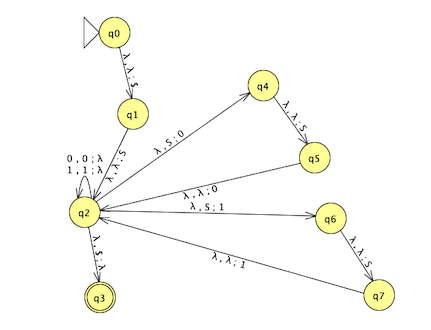 q0
λ , λ ; $
q4
q1
λ , λ ; S
λ , S ; 0
q5
0 , 0 ; λ
1 , 1 ; λ
λ , λ ; S
λ , λ ; 0
λ , S ; 1
q2
q6
λ , $ ; λ
λ , λ ; S
λ , λ ; 1
q3
q7